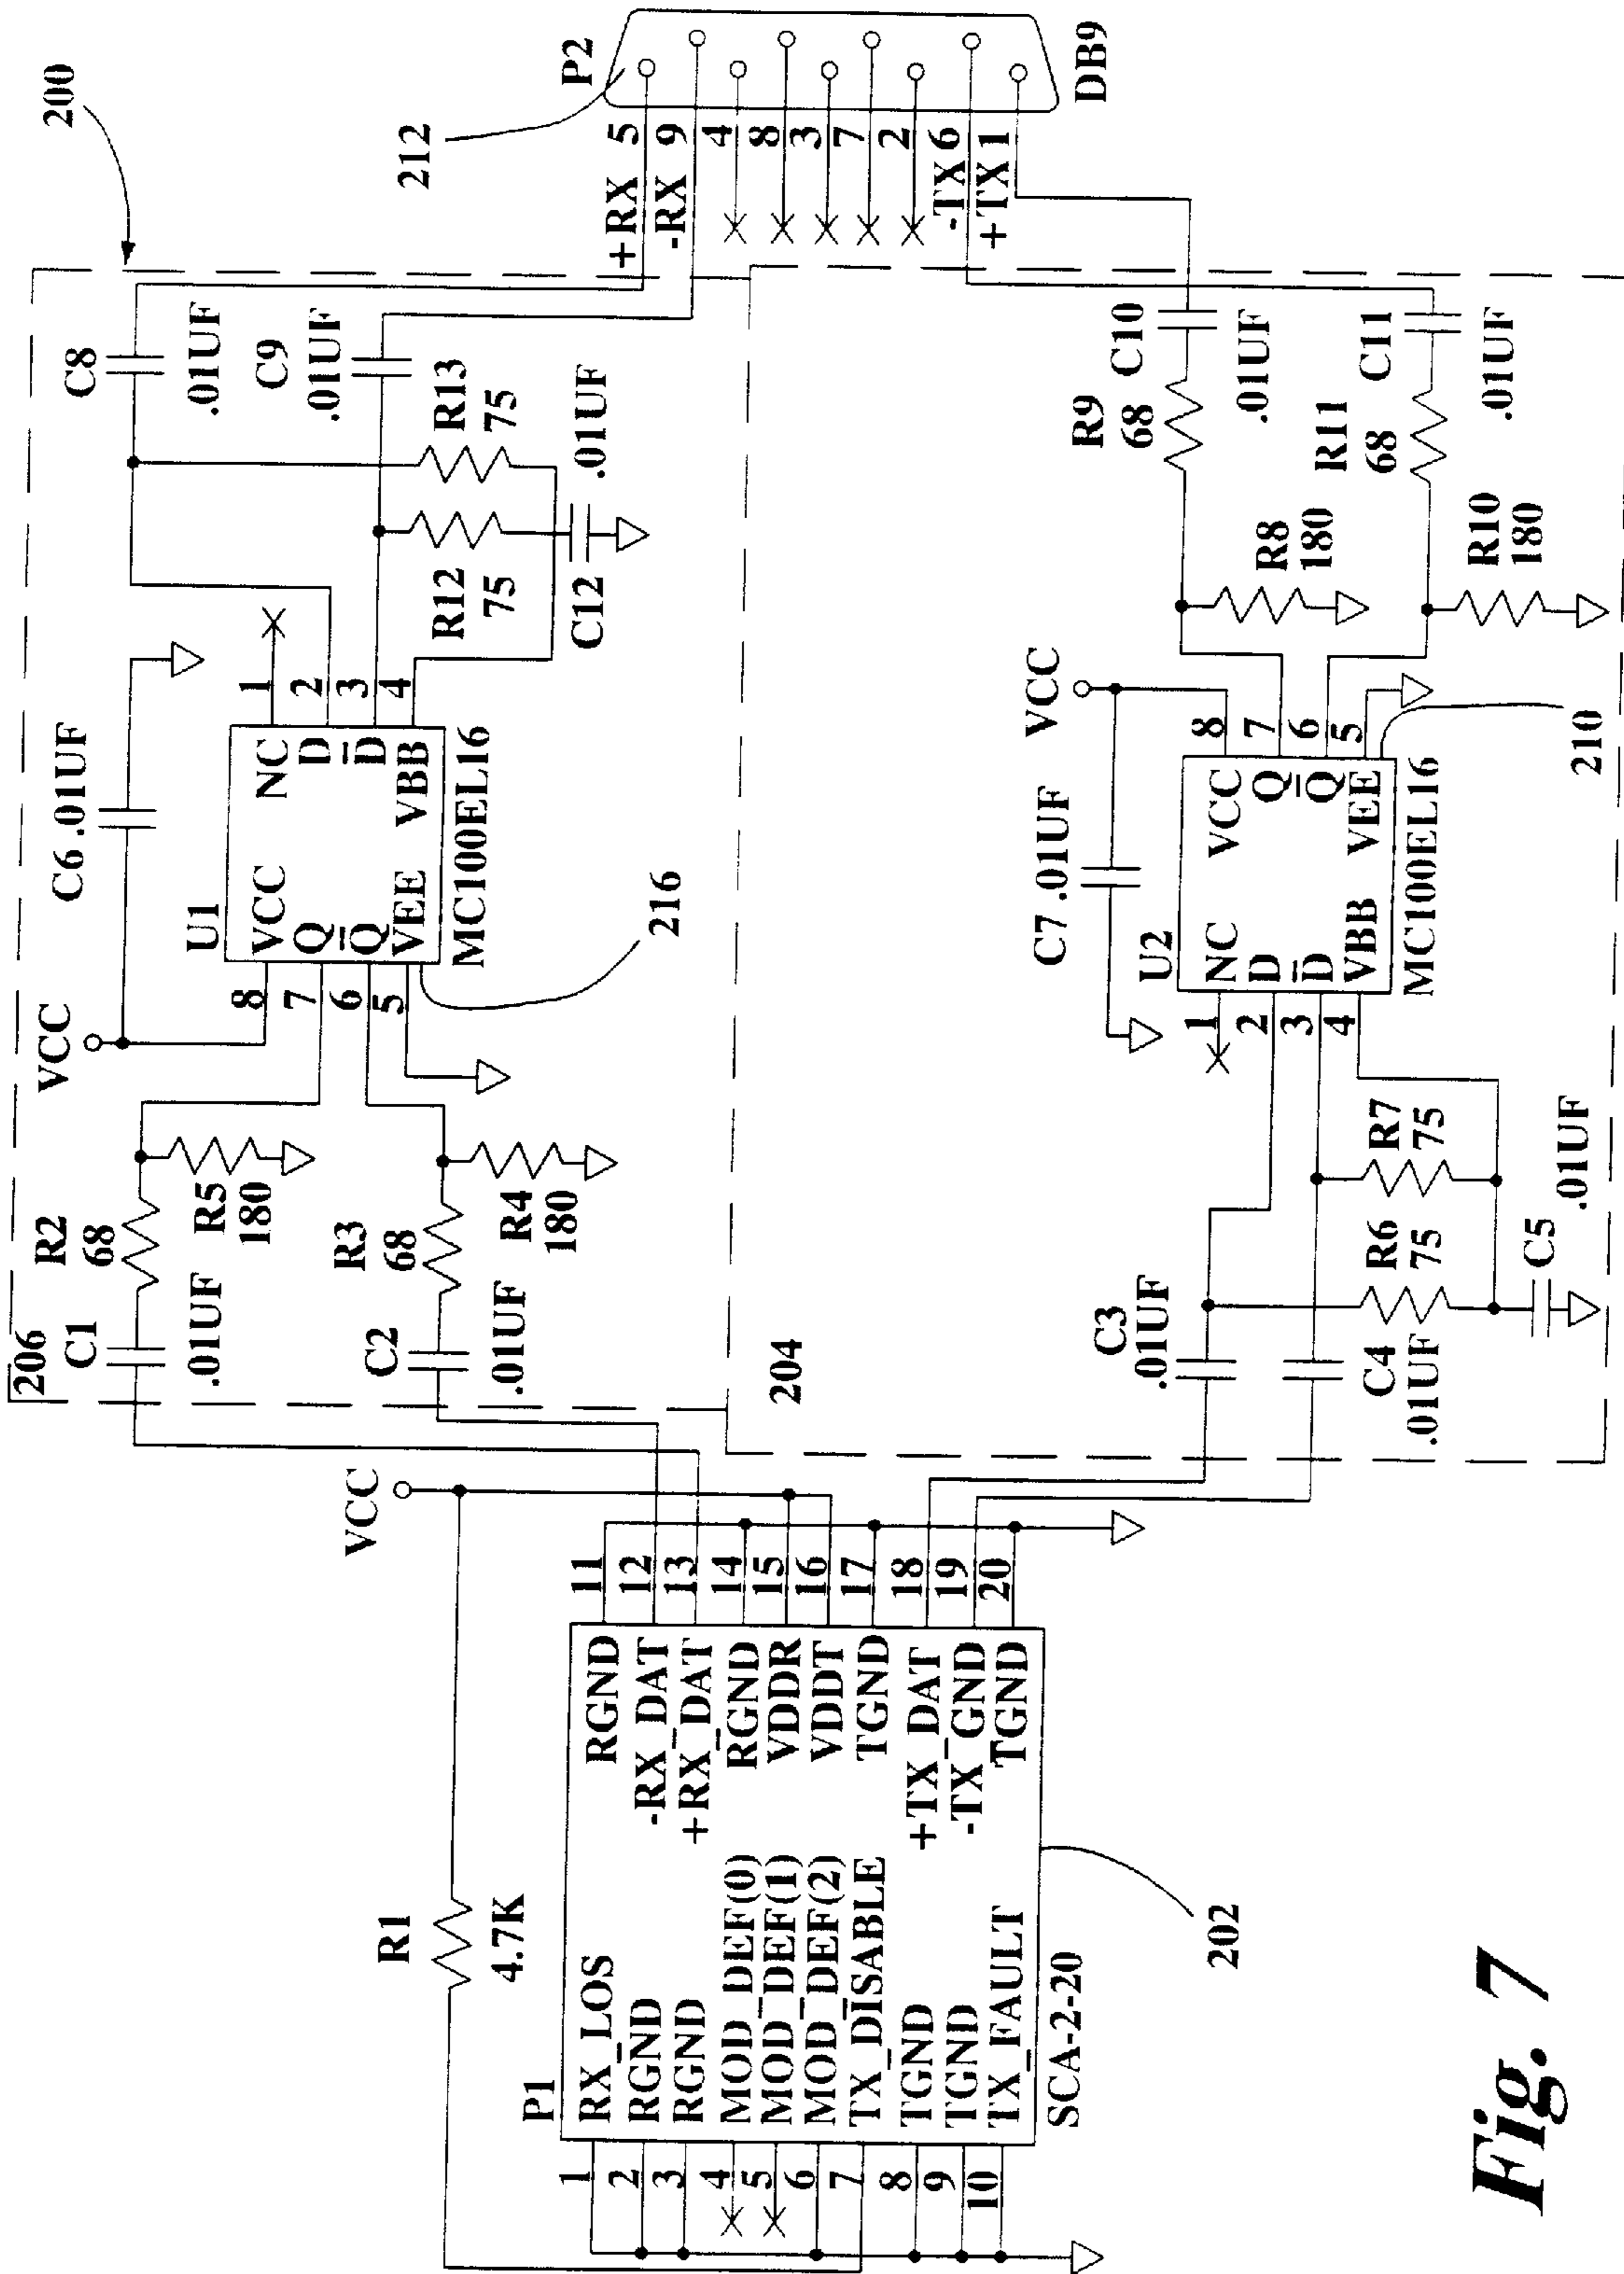 200
206
C1
.01UF
R2
68
R5
180
VCC
C6 .01UF
C8
.01UF
C2
.01UF
R3
68
R4
180
U1
8
7
6
5
VCC
Q
Q̅
VEE
NC
D
D̅
VBB
1
2
3
4
MC100EL16
216
C9
.01UF
R13
75
R12
75
C12
.01UF
212
P2
+RX 5
-RX 9
4
8
3
7
2
-TX 6
+TX 1
DB9
R1
4.7K
VCC
P1
1
2
3
4
5
6
7
8
9
10
RX_LOS
RGND
RGND
MOD_DEF(0)
MOD_DEF(1)
MOD_DEF(2)
TX_DISABLE
TGND
TGND
TX_FAULT
RGND
-RX_DAT
+RX_DAT
RGND
VDDR
VDDT
TGND
+TX_DAT
-TX_GND
TGND
11
12
13
14
15
16
17
18
19
20
SCA-2-20
202
204
C3
.01UF
C4
.01UF
R6
75
R7
75
C5
.01UF
C7 .01UF
VCC
U2
1
2
3
4
NC
D
D̅
VBB
VCC
Q
Q̅
VEE
8
7
6
5
MC100EL16
210
R9
68
C10
.01UF
R8
180
R11
68
C11
.01UF
R10
180
Fig. 7